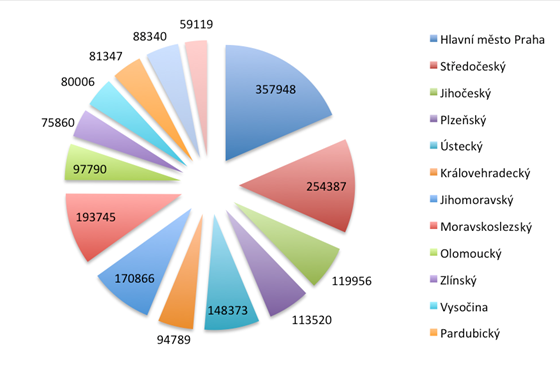 59119
88340
81347
80006
75860
97790
193745
170866
94789
148373
113520
119956
254387
357948
Hlavní město Praha
Středočeský
Jihočeský
Plzeňský
Ústecký
Královehradecký
Jihomoravský
Moravskoslezský
Olomoucký
Zlínský
Vysočina
Pardubický